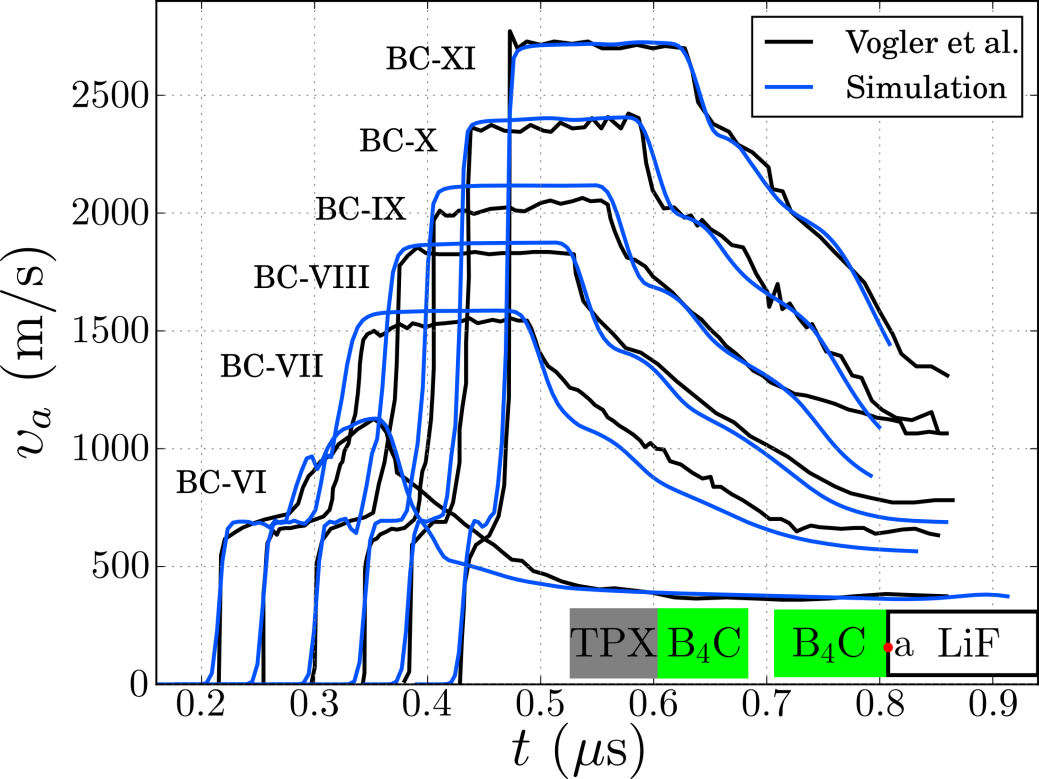 Vogler et al.
Simulation
BC-XI
BC-X
BC-IX
BC-VIII
BC-VII
BC-VI
2500
2000
1500
1000
500
0
v_a (m/s)
TPX B₄C B₄C a LiF
0.2 0.3 0.4 0.5 0.6 0.7 0.8 0.9
t (μs)